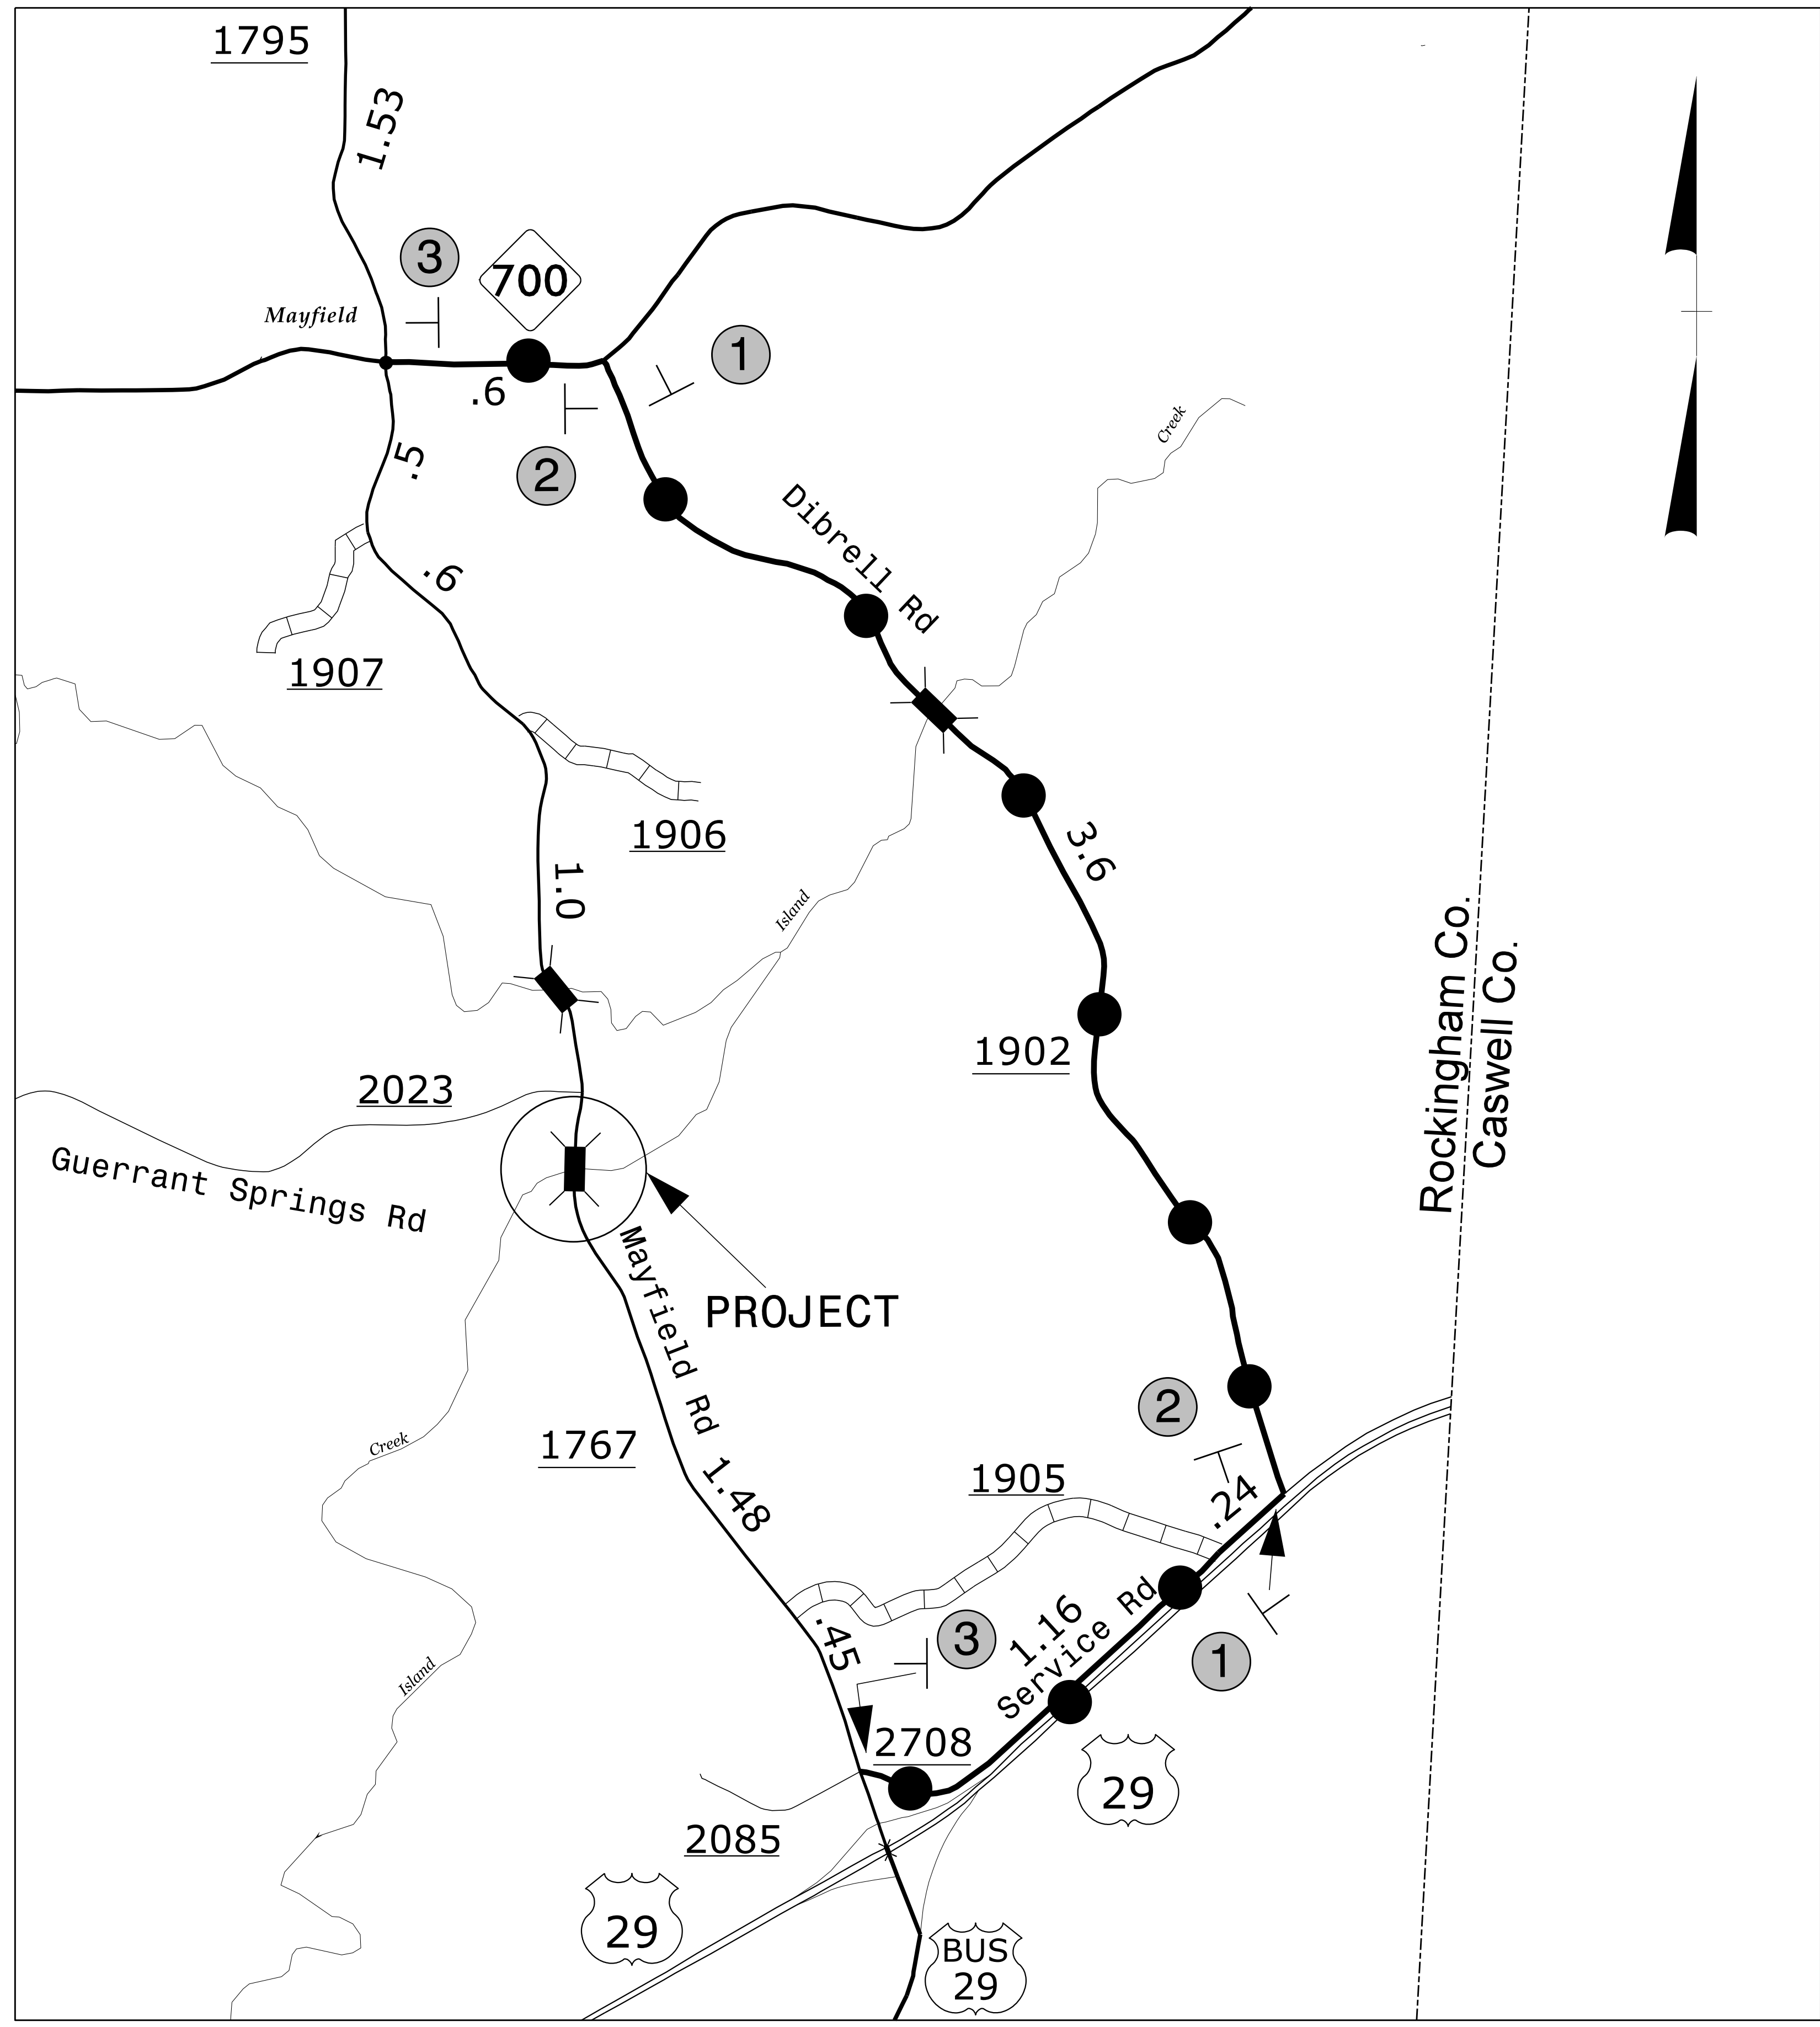 1795
1.53
3
700
Mayfield
1
.6
2
.5
Creek
Dibrell Rd
.6
1907
1906
3.6
1.0
Island
Rockingham Co.
Caswell Co.
1902
2023
Guerrant Springs Rd
PROJECT
Mayfield Rd
2
1767
1.48
1905
.24
Creek
.45
3
1.16
Service Rd
1
Island
2708
29
2085
29
BUS
29